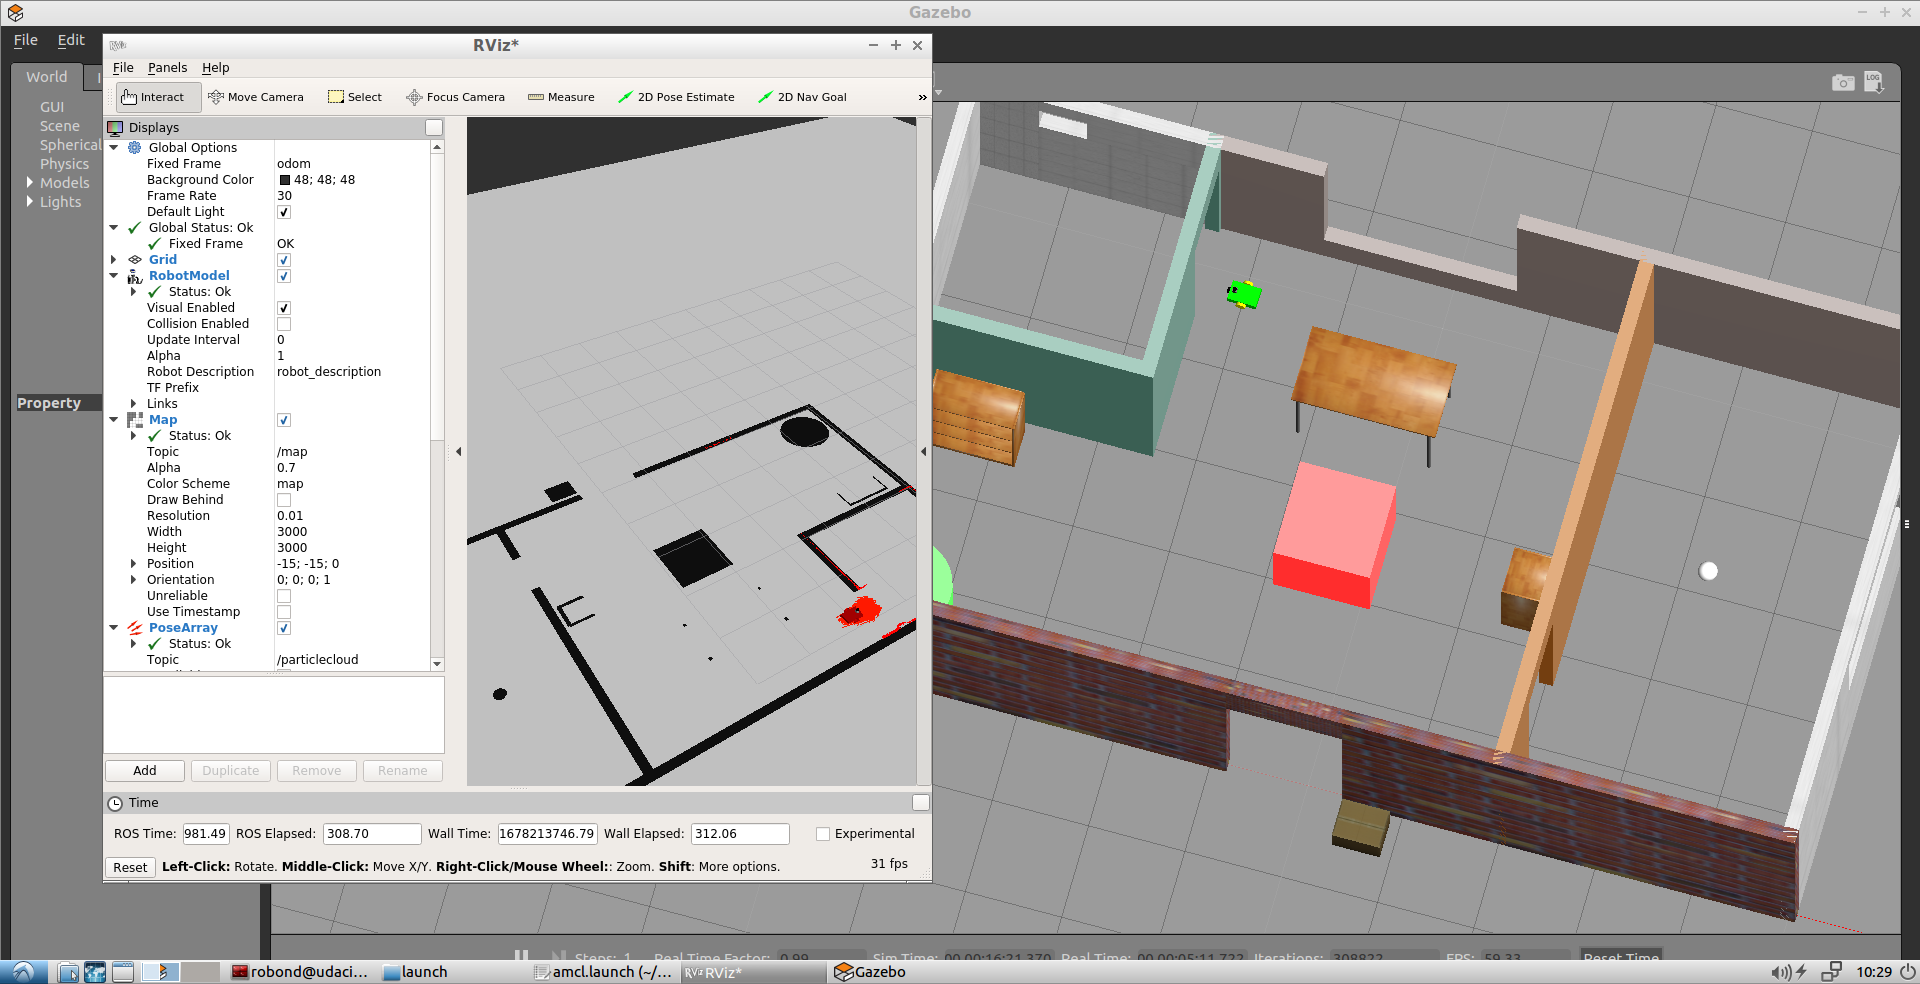 Gazebo
File Edit
World I
GUI
Scene
Spherical
Physics
Models
Lights
Property
LOG
RViz*
File Panels Help
Interact Move Camera Select Focus Camera Measure 2D Pose Estimate 2D Nav Goal »
Displays
Global Options
Fixed Frame odom
Background Color 48; 48; 48
Frame Rate 30
Default Light
Global Status: Ok
Fixed Frame OK
Grid
RobotModel
Status: Ok
Visual Enabled
Collision Enabled
Update Interval 0
Alpha 1
Robot Description robot_description
TF Prefix
Links
Map
Status: Ok
Topic /map
Alpha 0.7
Color Scheme map
Draw Behind
Resolution 0.01
Width 3000
Height 3000
Position -15; -15; 0
Orientation 0; 0; 0; 1
Unreliable
Use Timestamp
PoseArray
Status: Ok
Topic /particlecloud
Add Duplicate Remove Rename
Time
ROS Time: 981.49 ROS Elapsed: 308.70 Wall Time: 1678213746.79 Wall Elapsed: 312.06 Experimental
Reset Left-Click: Rotate. Middle-Click: Move X/Y. Right-Click/Mouse Wheel:: Zoom. Shift: More options. 31 fps
Steps: 1 Real Time Factor: 0.99 Sim Time: 00 00:16:21.370 Real Time: 00 00:05:11.722 Iterations: 308822 FPS: 59.33 Reset Time
robond@udaci... launch amcl.launch (~/... RViz RViz* Gazebo 10:29